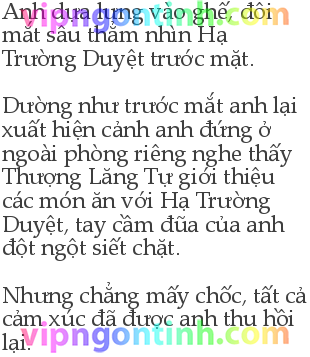 vipngontinh.com
Anh dựa lưng vào ghế, đôi
mắt sâu thẳm nhìn Hạ
Trường Duyệt trước mặt.
Dường như trước mắt anh lại
xuất hiện cảnh anh đứng ở
ngoài phòng riêng nghe thấy
Thượng Lăng Tự giới thiệu
các món ăn với Hạ Trường
Duyệt, tay cầm đũa của anh
đột ngột siết chặt.
Nhưng chẳng mấy chốc, tất cả
cảm xúc đã được anh thu hồi
lại.
vipngontinh.com